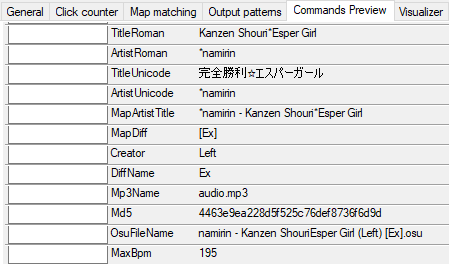 General Click counter Map matching Output patterns Commands Preview Visualizer
TitleRoman Kanzen Shouri*Esper Girl
ArtistRoman *namirin
TitleUnicode 完全勝利☆エスパーガール
ArtistUnicode *namirin
MapArtistTitle *namirin - Kanzen Shouri*Esper Girl
MapDiff [Ex]
Creator Left
DiffName Ex
Mp3Name audio.mp3
Md5 4463e9ea228d5f525c76def8736f6d9d
OsuFileName namirin - Kanzen ShouriEsper Girl (Left) [Ex].osu
MaxBpm 195